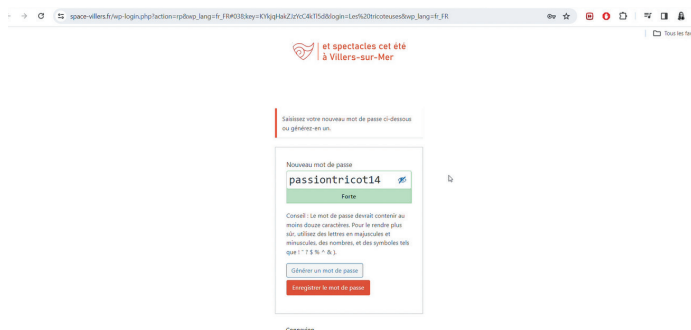 space-villers.fr/wp-login.php?action=rp&wp_lang=fr_FR#038;key=KYkjqHakZJzYcC4kTl5d&login=Les%20tricoteuses&wp_lang=fr_FR
Tous les fa
et spectacles cet été
à Villers-sur-Mer
Saisissez votre nouveau mot de passe ci-dessous
ou générez-en un.
Nouveau mot de passe
passiontricot14
Forte
Conseil : Le mot de passe devrait contenir au
moins douze caractères. Pour le rendre plus
sûr, utilisez des lettres en majuscules et
minuscules, des nombres, et des symboles tels
que ! " ? $ % ^ & ).
Générer un mot de passe
Enregistrer le mot de passe
Connexion